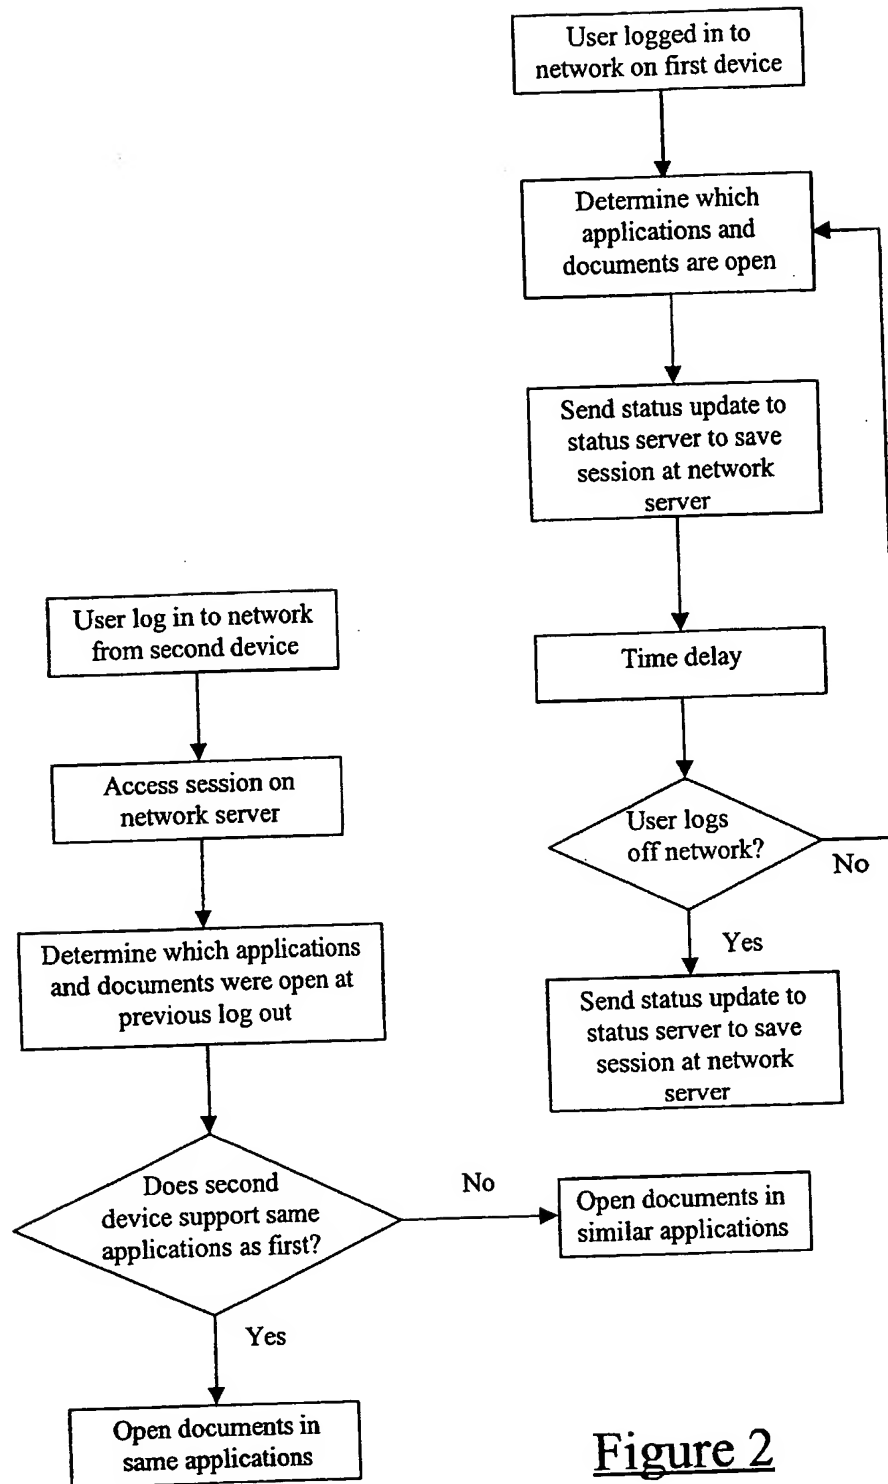 User logged in to
network on first device
Determine which
applications and
documents are open
Send status update to
status server to save
session at network
server
Time delay
User logs
off network?
No
Yes
Send status update to
status server to save
session at network
server
User log in to network
from second device
Access session on
network server
Determine which applications
and documents were open at
previous log out
Does second
device support same
applications as first?
No
Open documents in
similar applications
Yes
Open documents in
same applications
Figure 2